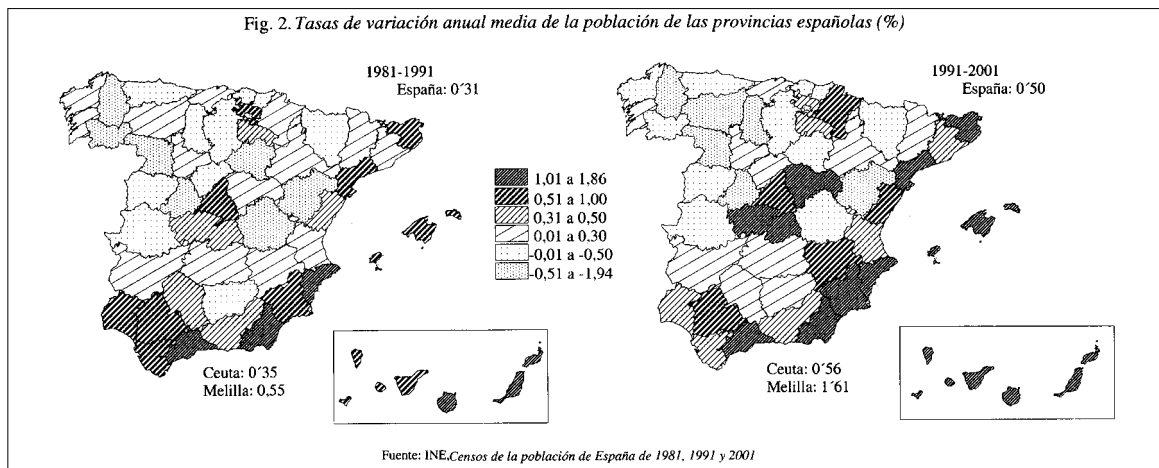 Fig. 2. Tasas de variación anual media de la población de las provincias españolas (%)
1981-1991
España: 0´31
1991-2001
España: 0´50
1,01 a 1,86
0,51 a 1,00
0,31 a 0,50
0,01 a 0.30
-0,01 a -0,50
-0,51 a -1,94
Ceuta: 0´35
Melilla: 0,55
Ceuta: 0´56
Melilla: 1´61
Fuente: INE,Censos de la población de España de 1981, 1991 y 2001